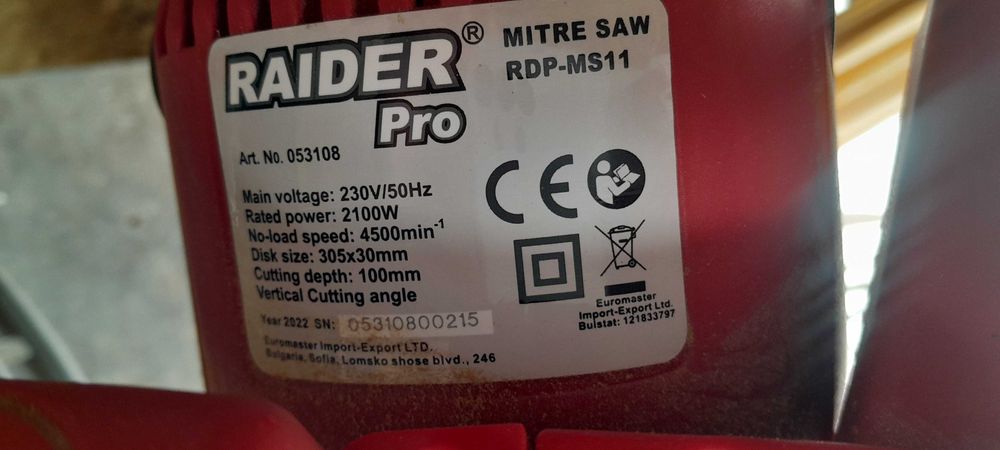 RAIDER®
Pro
MITRE SAW
RDP-MS11
Art. No. 053108
Main voltage: 230V/50Hz
Rated power: 2100W
No-load speed: 4500min⁻¹
Disk size: 305x30mm
Cutting depth: 100mm
Vertical Cutting angle
Year 2022 SN: 05310800215
Euromaster Import-Export LTD.
Bulgaria, Sofia, Lomsko shose blvd., 246
CE
Euromaster
Import-Export Ltd.
Bulstat: 121833797